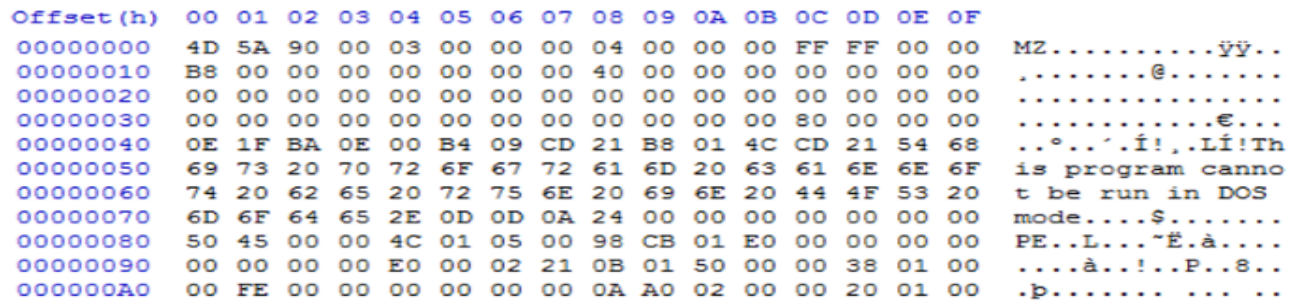 Offset(h) 00 01 02 03 04 05 06 07 08 09 0A 0B 0C 0D 0E 0F
00000000 4D 5A 90 00 03 00 00 00 04 00 00 00 FF FF 00 00 MZ..........ÿÿ..
00000010 B8 00 00 00 00 00 00 00 40 00 00 00 00 00 00 00 ¸.......@.......
00000020 00 00 00 00 00 00 00 00 00 00 00 00 00 00 00 00 ................
00000030 00 00 00 00 00 00 00 00 00 00 00 00 80 00 00 00 ............€...
00000040 0E 1F BA 0E 00 B4 09 CD 21 B8 01 4C CD 21 54 68 ..º..´.Í!¸.LÍ!Th
00000050 69 73 20 70 72 6F 67 72 61 6D 20 63 61 6E 6E 6F is program canno
00000060 74 20 62 65 20 72 75 6E 20 69 6E 20 44 4F 53 20 t be run in DOS
00000070 6D 6F 64 65 2E 0D 0D 0A 24 00 00 00 00 00 00 00 mode....$.......
00000080 50 45 00 00 4C 01 05 00 98 CB 01 E0 00 00 00 00 PE..L...˜Ë.à....
00000090 00 00 00 00 E0 00 02 21 0B 01 50 00 00 38 01 00 ....à..!..P..8..
000000A0 00 FE 00 00 00 00 00 00 0A A0 02 00 00 20 01 00 .þ....... ... ..